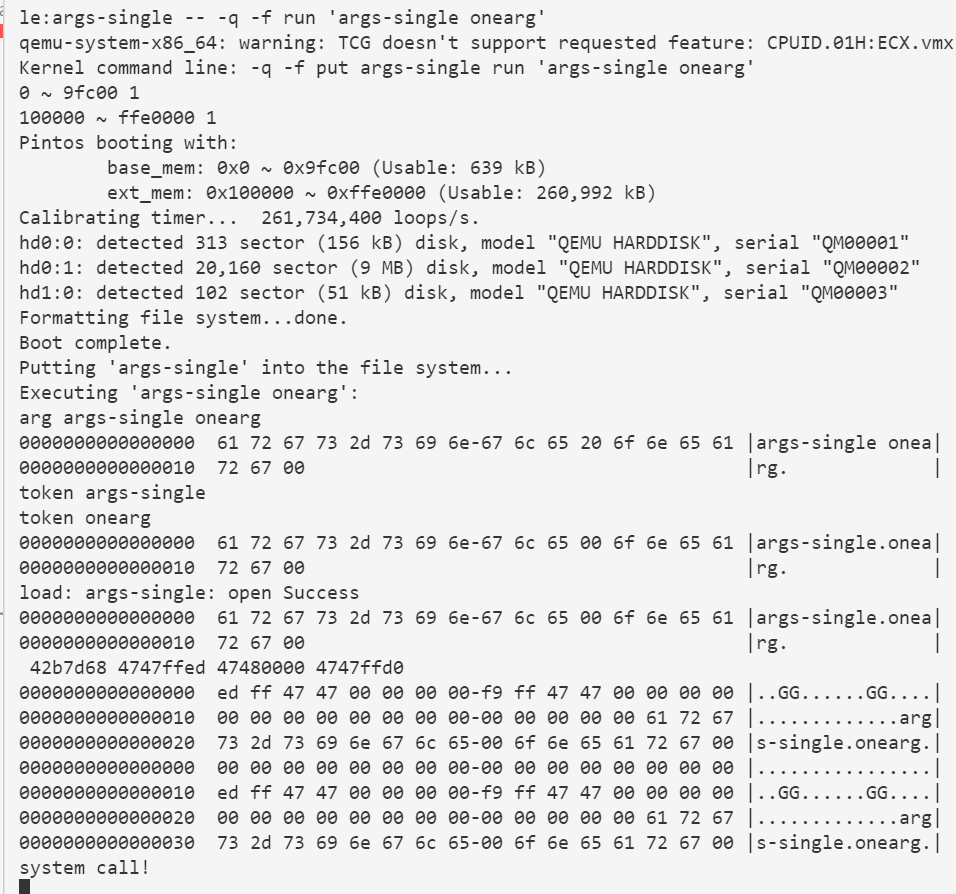 le:args-single -- -q -f run 'args-single onearg'
qemu-system-x86_64: warning: TCG doesn't support requested feature: CPUID.01H:ECX.vmx
Kernel command line: -q -f put args-single run 'args-single onearg'
0 ~ 9fc00 1
100000 ~ ffe0000 1
Pintos booting with:
        base_mem: 0x0 ~ 0x9fc00 (Usable: 639 kB)
        ext_mem: 0x100000 ~ 0xffe0000 (Usable: 260,992 kB)
Calibrating timer...  261,734,400 loops/s.
hd0:0: detected 313 sector (156 kB) disk, model "QEMU HARDDISK", serial "QM00001"
hd0:1: detected 20,160 sector (9 MB) disk, model "QEMU HARDDISK", serial "QM00002"
hd1:0: detected 102 sector (51 kB) disk, model "QEMU HARDDISK", serial "QM00003"
Formatting file system...done.
Boot complete.
Putting 'args-single' into the file system...
Executing 'args-single onearg':
arg args-single onearg
0000000000000000  61 72 67 73 2d 73 69 6e-67 6c 65 20 6f 6e 65 61 |args-single onea|
0000000000000010  72 67 00                                        |rg.             |
token args-single
token onearg
0000000000000000  61 72 67 73 2d 73 69 6e-67 6c 65 00 6f 6e 65 61 |args-single.onea|
0000000000000010  72 67 00                                        |rg.             |
load: args-single: open Success
0000000000000000  61 72 67 73 2d 73 69 6e-67 6c 65 00 6f 6e 65 61 |args-single.onea|
0000000000000010  72 67 00                                        |rg.             |
 42b7d68 4747ffed 47480000 4747ffd0
0000000000000000  ed ff 47 47 00 00 00 00-f9 ff 47 47 00 00 00 00 |..GG......GG....|
0000000000000010  00 00 00 00 00 00 00 00-00 00 00 00 00 61 72 67 |.............arg|
0000000000000020  73 2d 73 69 6e 67 6c 65-00 6f 6e 65 61 72 67 00 |s-single.onearg.|
0000000000000000  00 00 00 00 00 00 00 00-00 00 00 00 00 00 00 00 |................|
0000000000000010  ed ff 47 47 00 00 00 00-f9 ff 47 47 00 00 00 00 |..GG......GG....|
0000000000000020  00 00 00 00 00 00 00 00-00 00 00 00 00 61 72 67 |.............arg|
0000000000000030  73 2d 73 69 6e 67 6c 65-00 6f 6e 65 61 72 67 00 |s-single.onearg.|
system call!